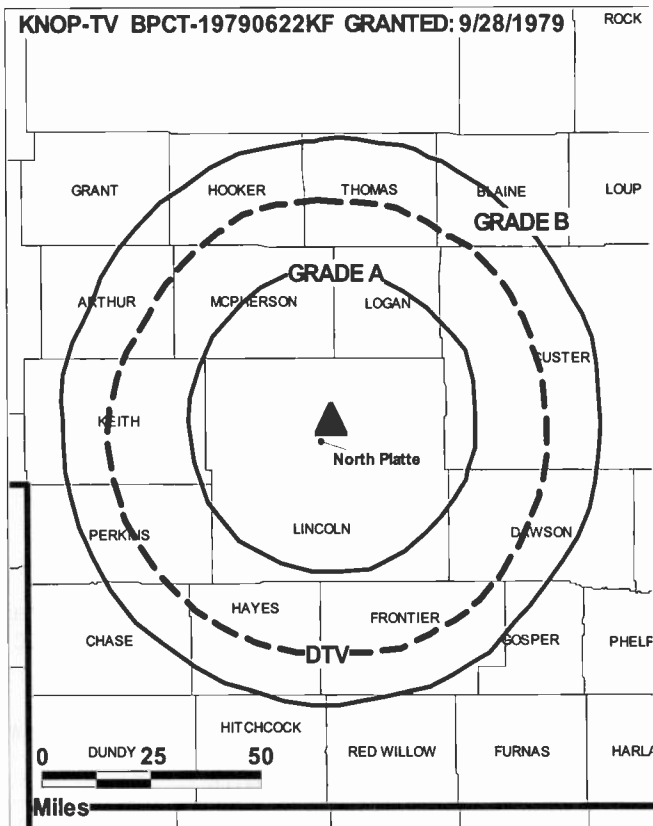 KNOP-TV BPCT-19790622KF GRANTED: 9/28/1979
ROCK
GRANT
HOOKER
THOMAS
BLAINE
LOUP
GRADE B
GRADE A
ARTHUR
MCPHERSON
LOGAN
CUSTER
KEITH
North Platte
LINCOLN
PERKINS
DAWSON
HAYES
FRONTIER
CHASE
DTV
GOSPER
PHELP
HITCHCOCK
0 DUNDY 25 50
RED WILLOW
FURNAS
HARLA
Miles